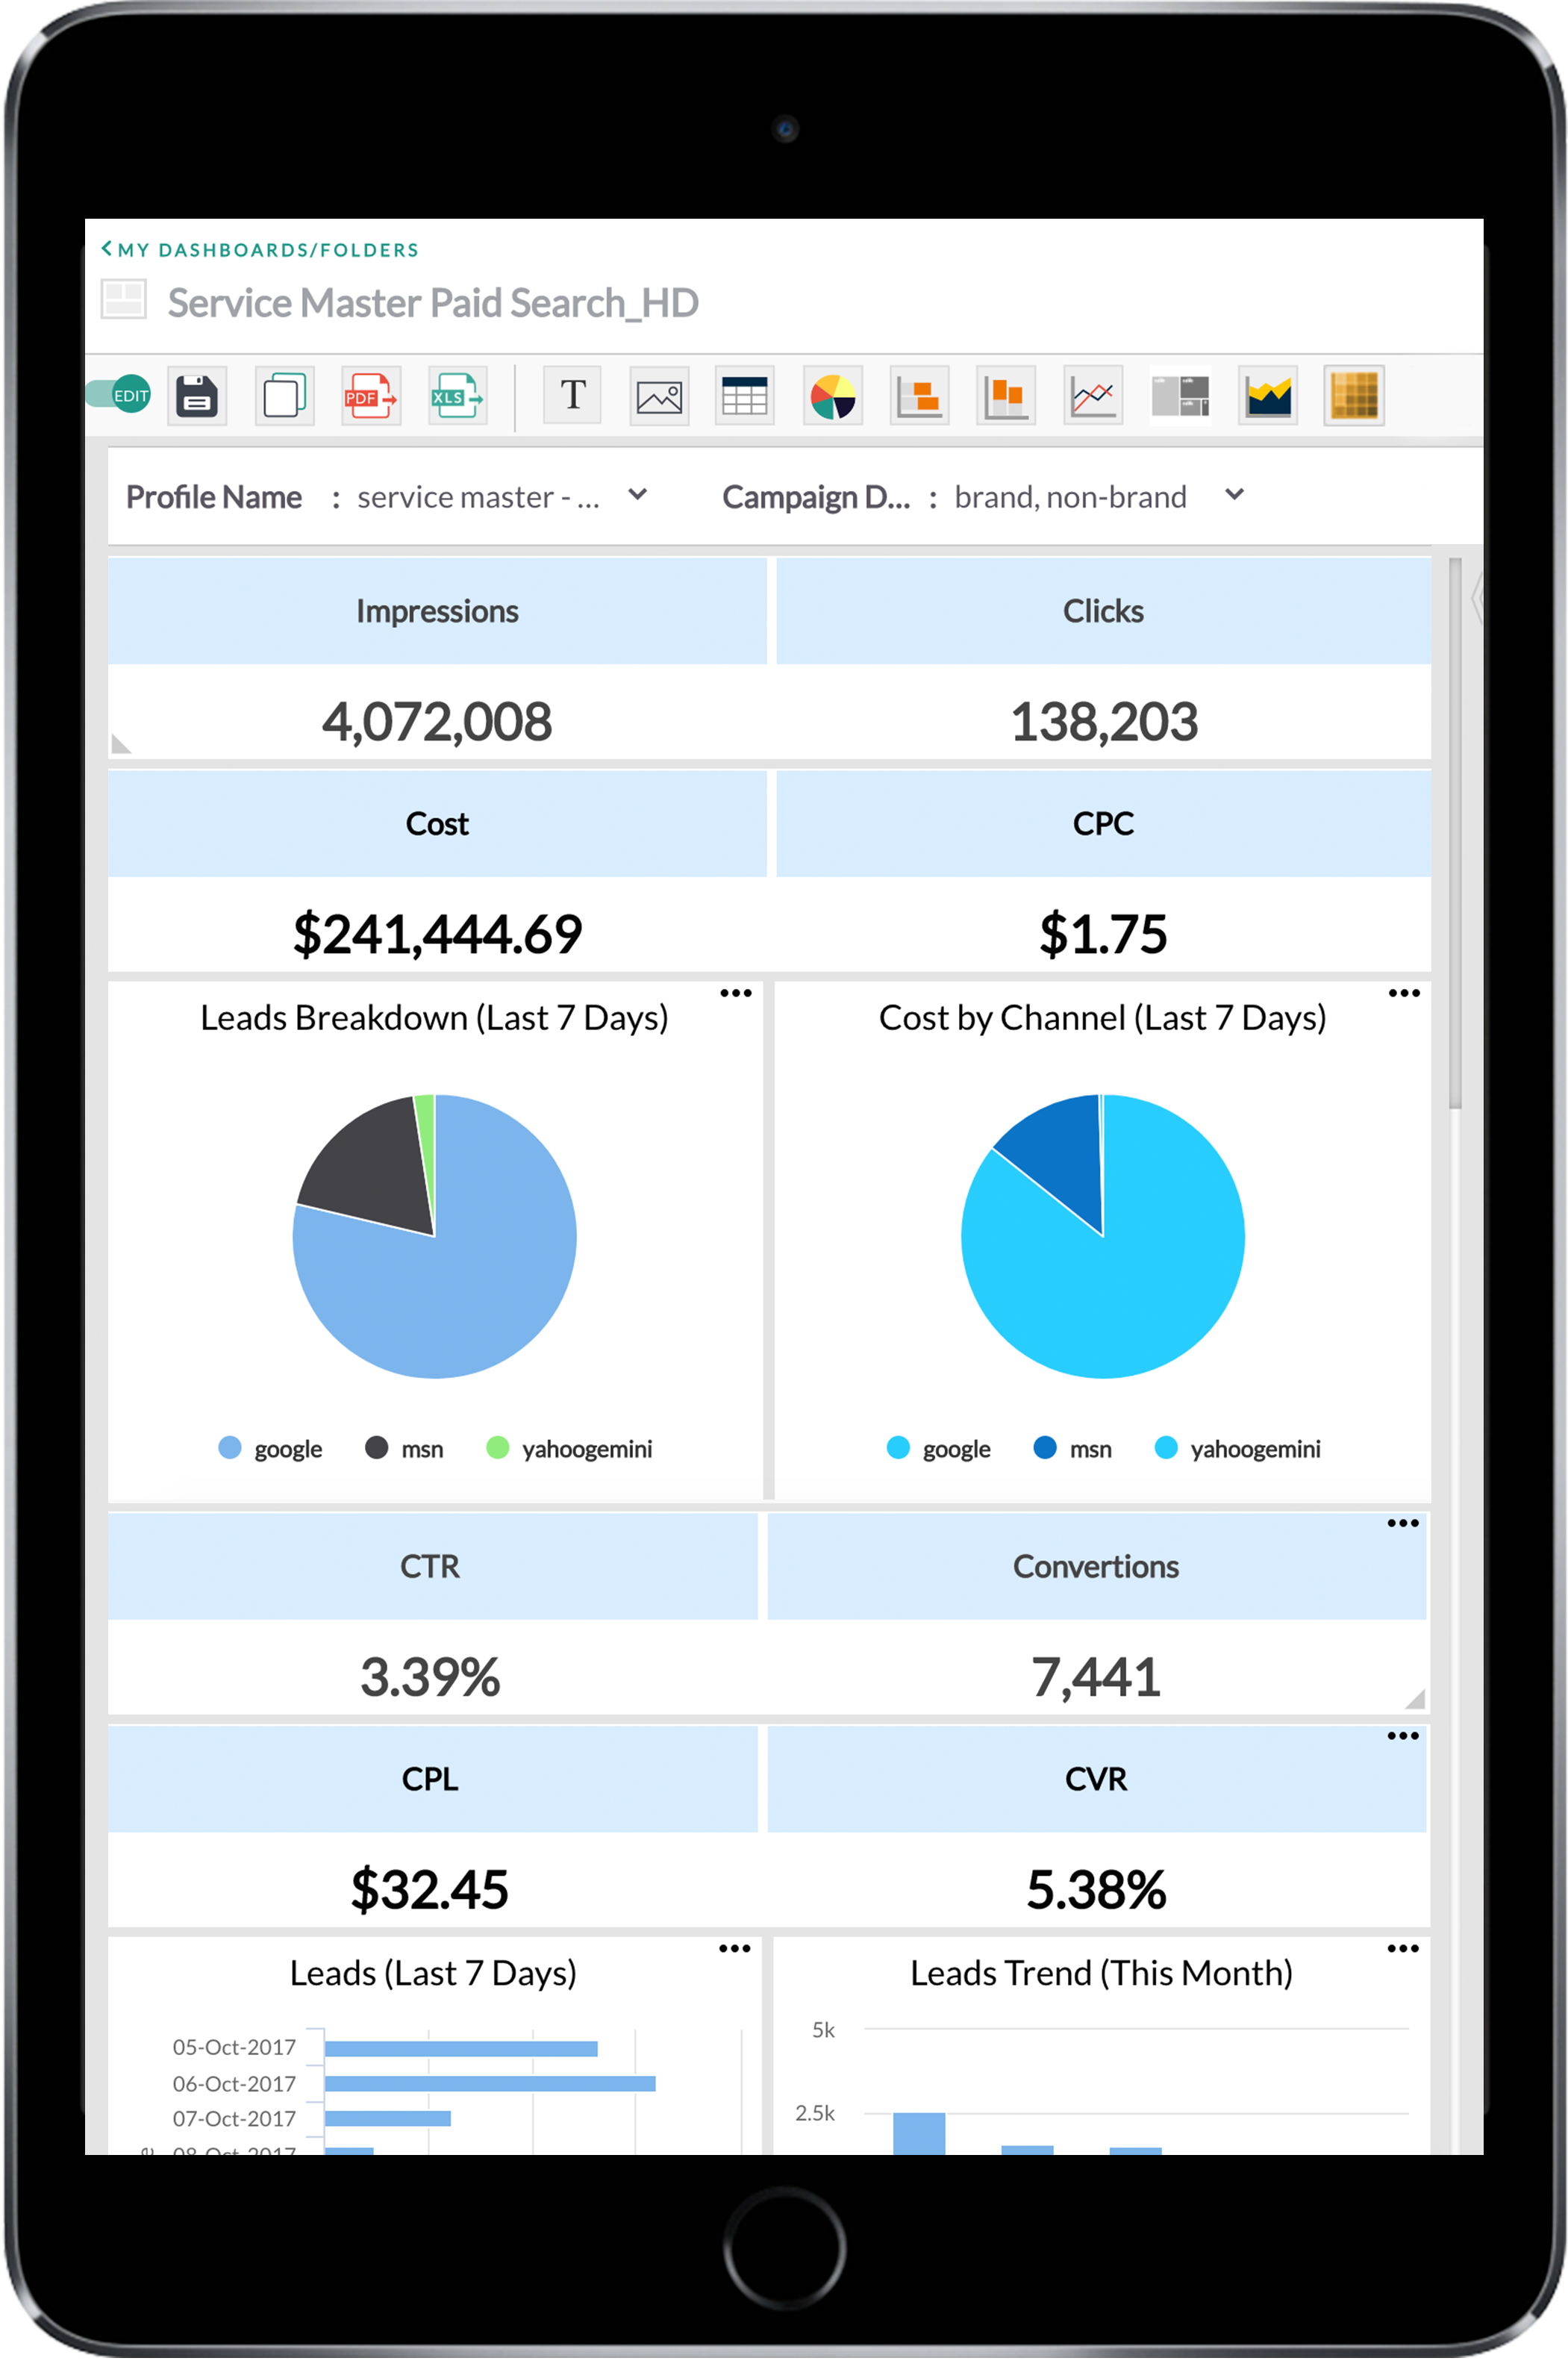 MY DASHBOARDS/FOLDERS
Service Master Paid Search_HD
EDIT
PDF
XLS
T
Profile Name : service master - ...
Campaign D... : brand, non-brand
Impressions
Clicks
4,072,008
138,203
Cost
CPC
$241,444.69
$1.75
Leads Breakdown (Last 7 Days)
Cost by Channel (Last 7 Days)
google msn yahoogemini
google msn yahoogemini
CTR
Convertions
3.39%
7,441
CPL
CVR
$32.45
5.38%
Leads (Last 7 Days)
Leads Trend (This Month)
05-Oct-2017
06-Oct-2017
07-Oct-2017
08-Oct-2017
5k
2.5k